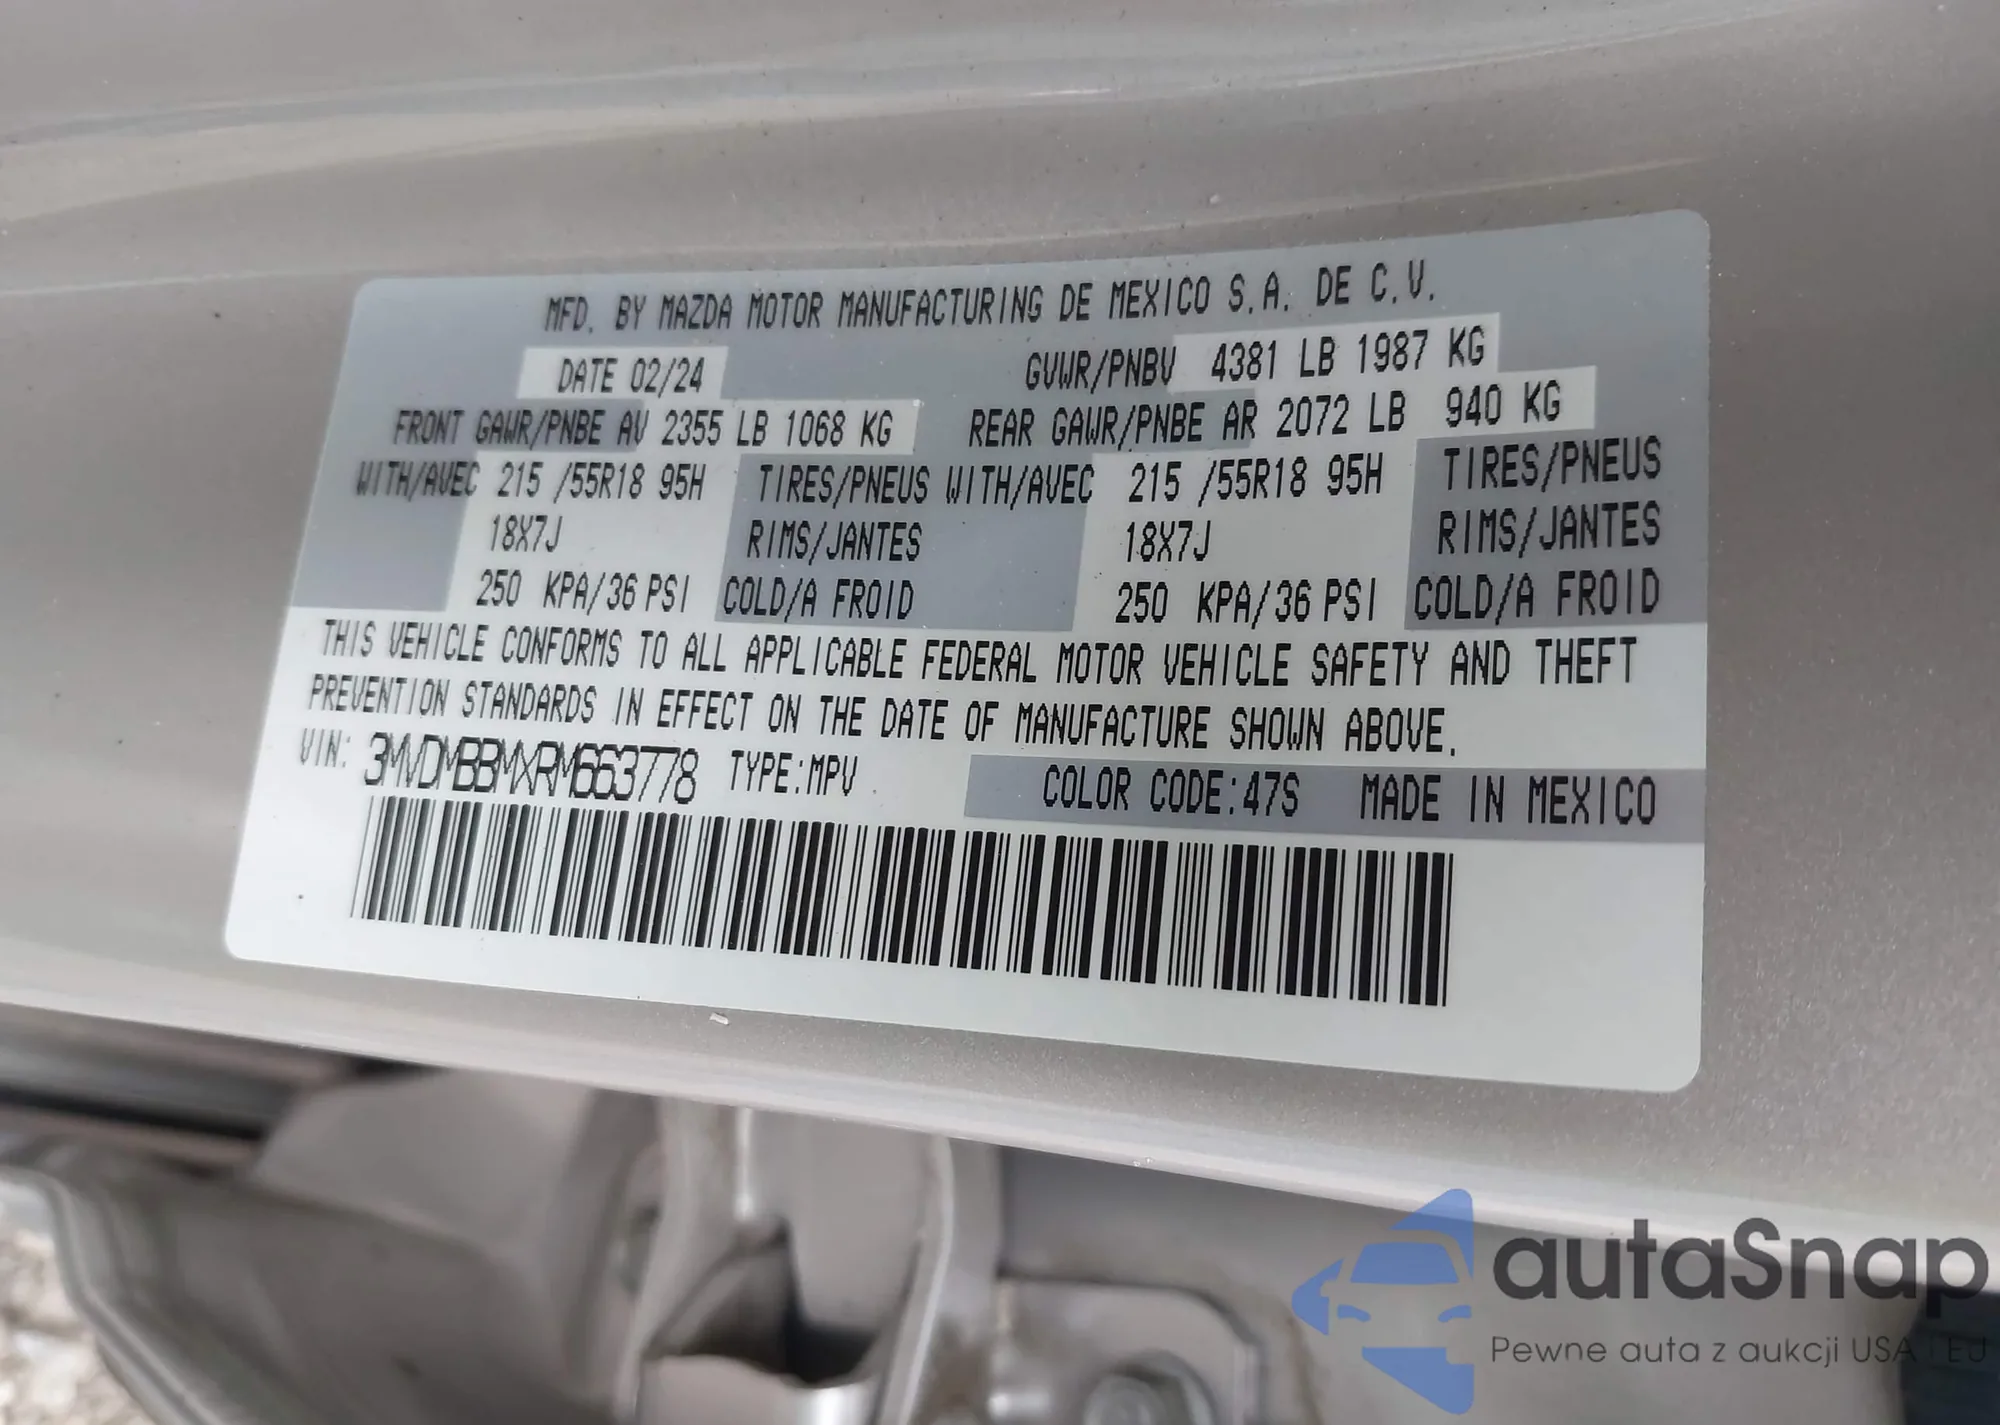 MFD. BY MAZDA MOTOR MANUFACTURING DE MEXICO S.A. DE C.V.
DATE 02/24 GVWR/PNBV 4381 LB 1987 KG
FRONT GAWR/PNBE AV 2355 LB 1068 KG REAR GAWR/PNBE AR 2072 LB 940 KG
WITH/AVEC 215 /55R18 95H TIRES/PNEUS WITH/AVEC 215 /55R18 95H TIRES/PNEUS
18X7J RIMS/JANTES 18X7J RIMS/JANTES
250 KPA/36 PSI COLD/A FROID 250 KPA/36 PSI COLD/A FROID
THIS VEHICLE CONFORMS TO ALL APPLICABLE FEDERAL MOTOR VEHICLE SAFETY AND THEFT
PREVENTION STANDARDS IN EFFECT ON THE DATE OF MANUFACTURE SHOWN ABOVE.
VIN: 3MVDMBBMXRM663778 TYPE:MPV COLOR CODE:47S MADE IN MEXICO
autaSnap
Pewne auta z aukcji USA i EU